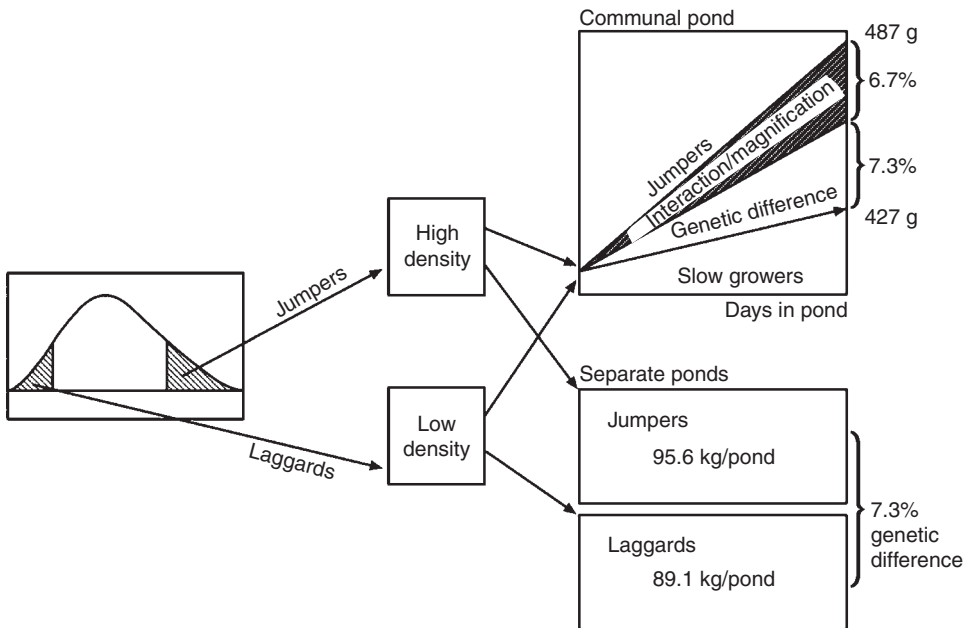 Communal pond
487 g
6.7%
Jumpers
Interaction/magnification
7.3%
Genetic difference
427 g
Slow growers
Days in pond
High
density
Jumpers
Low
density
Laggards
Separate ponds
Jumpers
95.6 kg/pond
7.3%
genetic
difference
Laggards
89.1 kg/pond